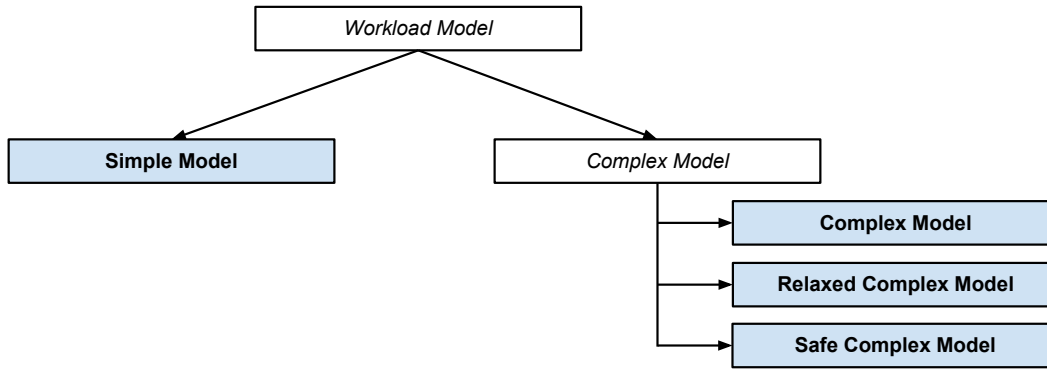 Workload Model
Simple Model
Complex Model
Complex Model
Relaxed Complex Model
Safe Complex Model